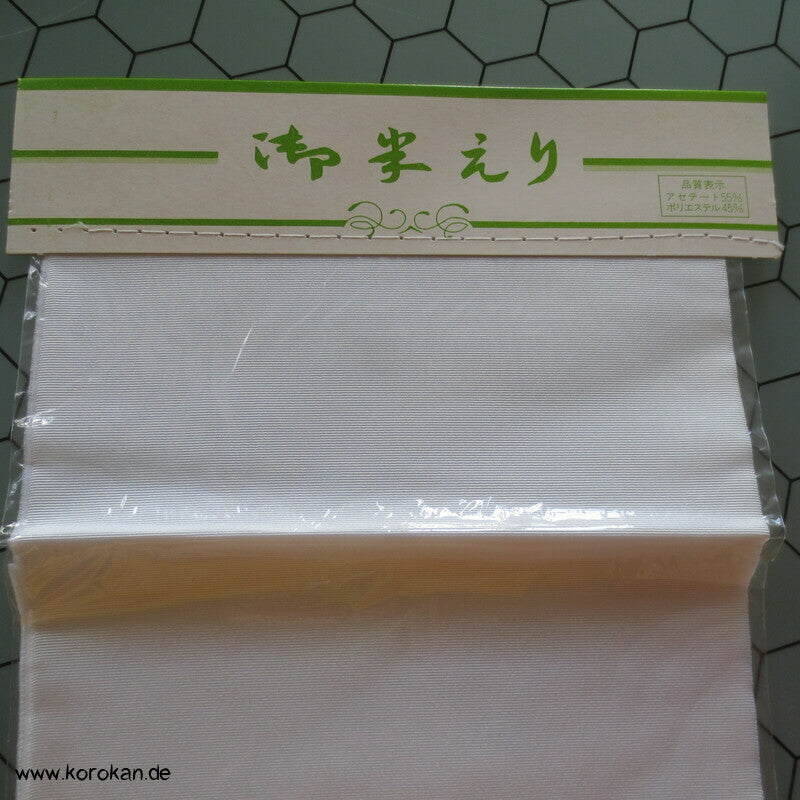 御半えり
品質表示
アセテート55%
ポリエステル45%
www.korokan.de